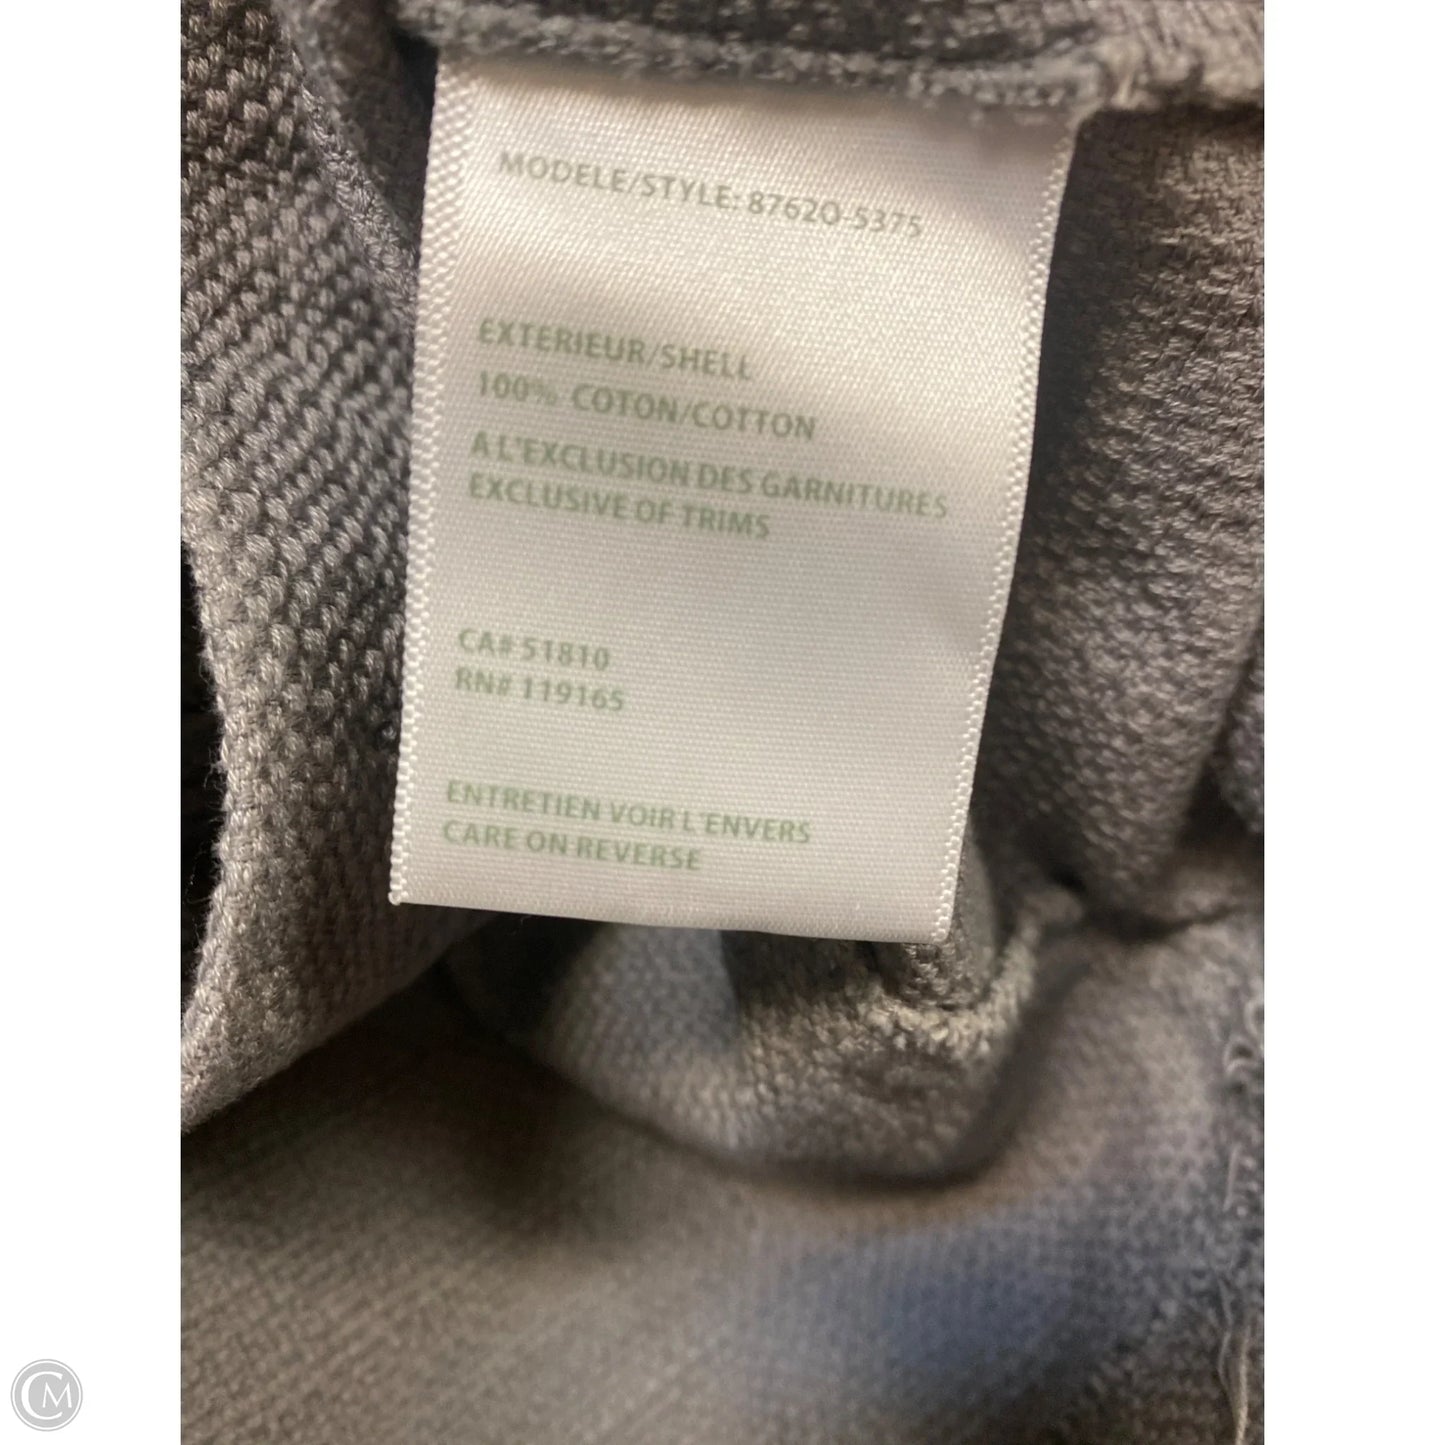 MODELE/STYLE: 87620-5375
EXTERIEUR/SHELL
100% COTON/COTTON
A L'EXCLUSION DES GARNITURES
EXCLUSIVE OF TRIMS
CA# 51810
RN# 119165
ENTRETIEN VOIR L'ENVERS
CARE ON REVERSE
CM